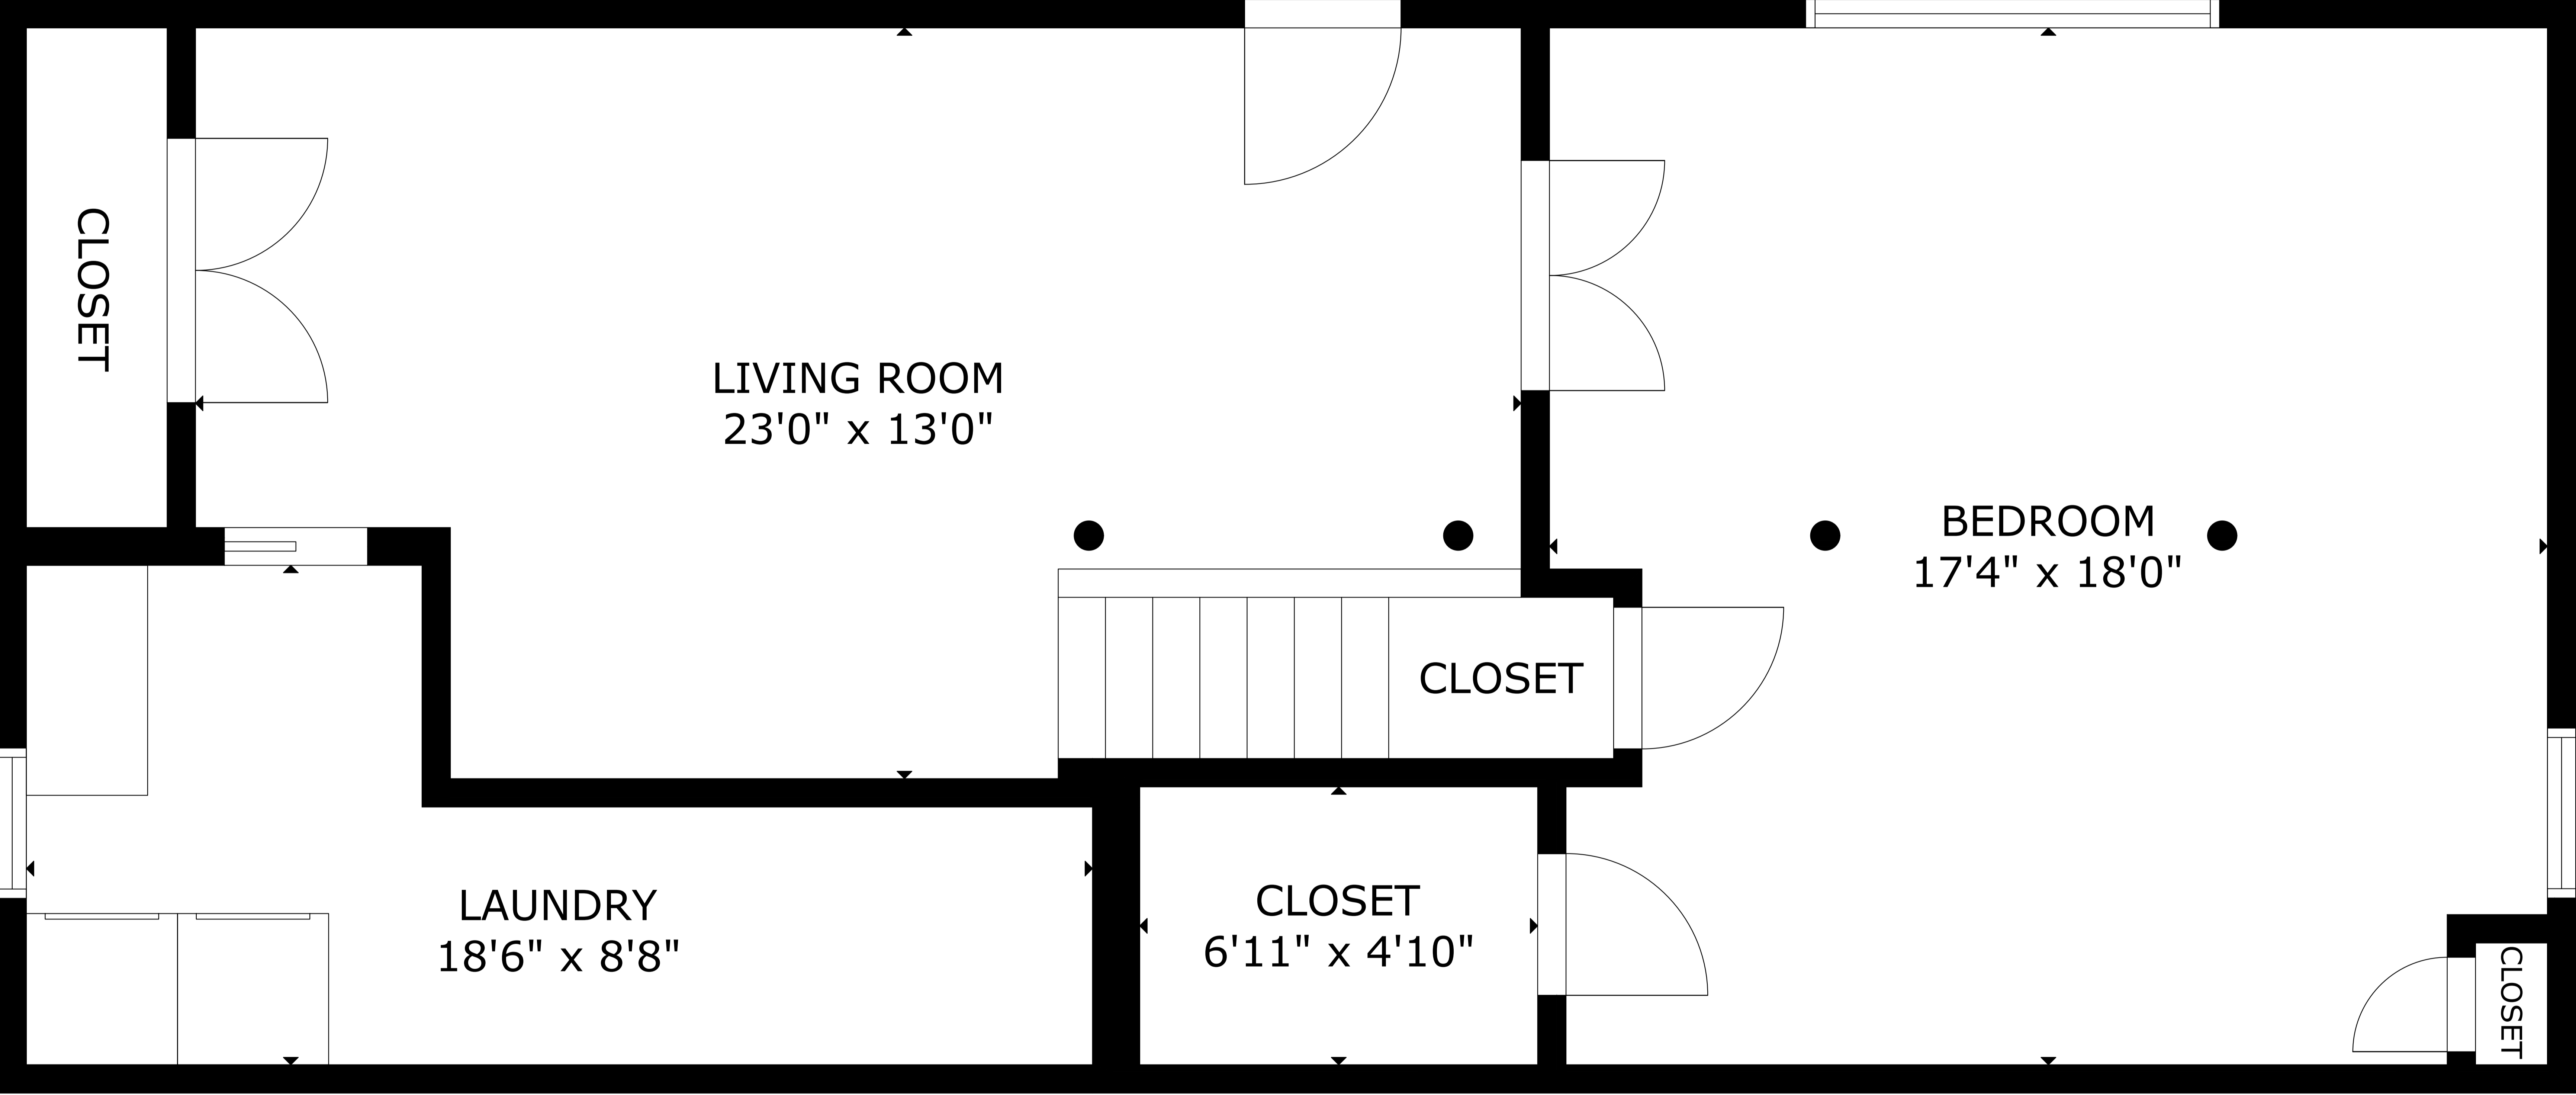 CLOSET
LIVING ROOM
23'0" x 13'0"
BEDROOM
17'4" x 18'0"
CLOSET
LAUNDRY
18'6" x 8'8"
CLOSET
6'11" x 4'10"
CLOSET